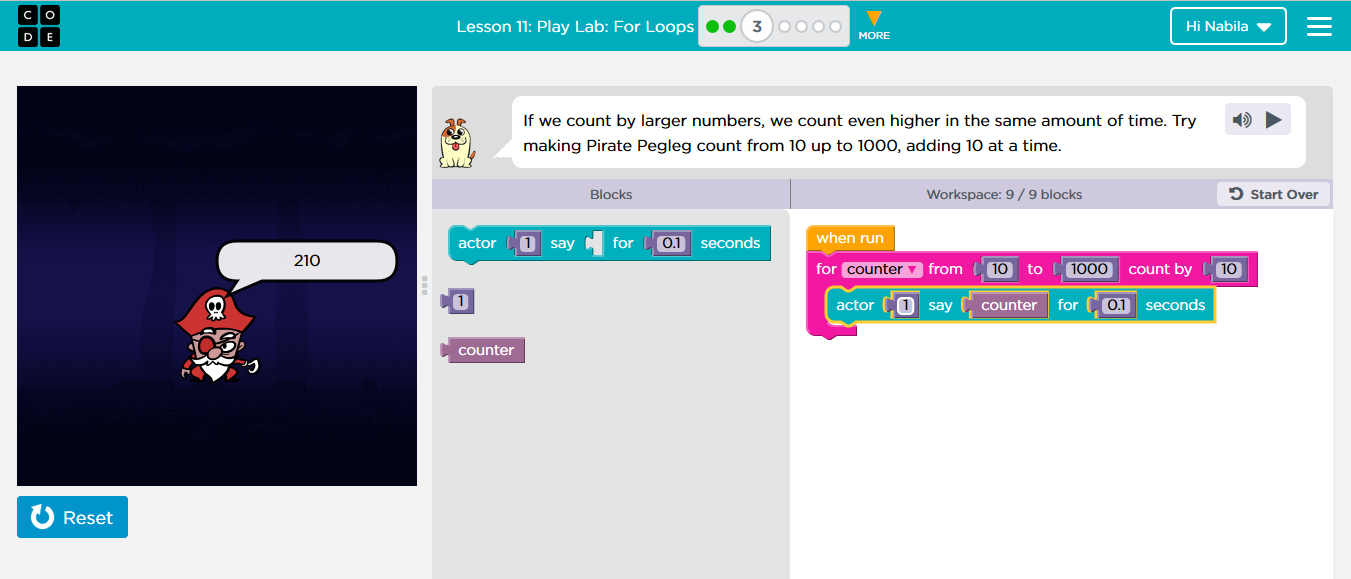 C O
D E
Lesson 11: Play Lab: For Loops
3
MORE
Hi Nabila
If we count by larger numbers, we count even higher in the same amount of time. Try
making Pirate Pegleg count from 10 up to 1000, adding 10 at a time.
Blocks
Workspace: 9 / 9 blocks
Start Over
210
Reset
actor 1 say for 0.1 seconds
1
counter
when run
for counter from 10 to 1000 count by 10
actor 1 say counter for 0.1 seconds